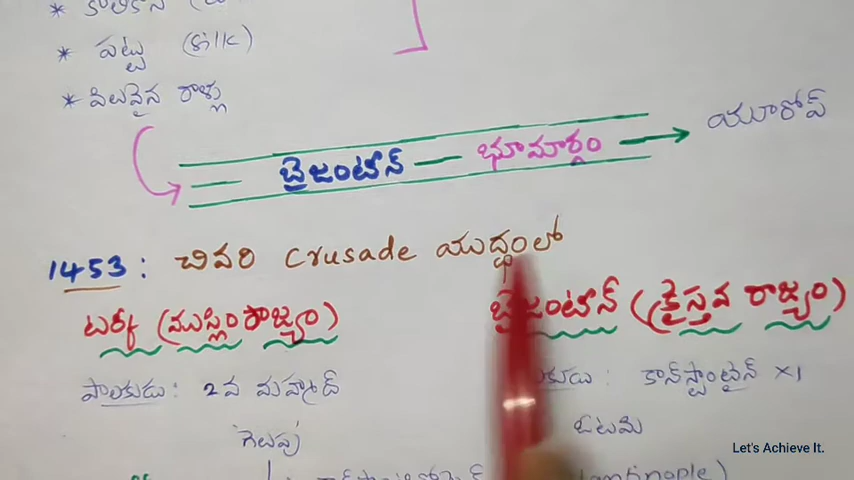 * పట్టు (Silk)
* విలువైన రాళ్ళు
బైజంటీన్ — భూమార్గం → యూరోప్
1453 : చివరి Crusade యుద్ధంలో
టర్కీ (ముస్లిం రాజ్యం) బైజంటీన్ (క్రైస్తవ రాజ్యం)
పాలకుడు : 2వ మహ్మద్ కాన్‌స్టాంటైన్ XI
'గెలుపు' ఓటమి
Let's Achieve It.